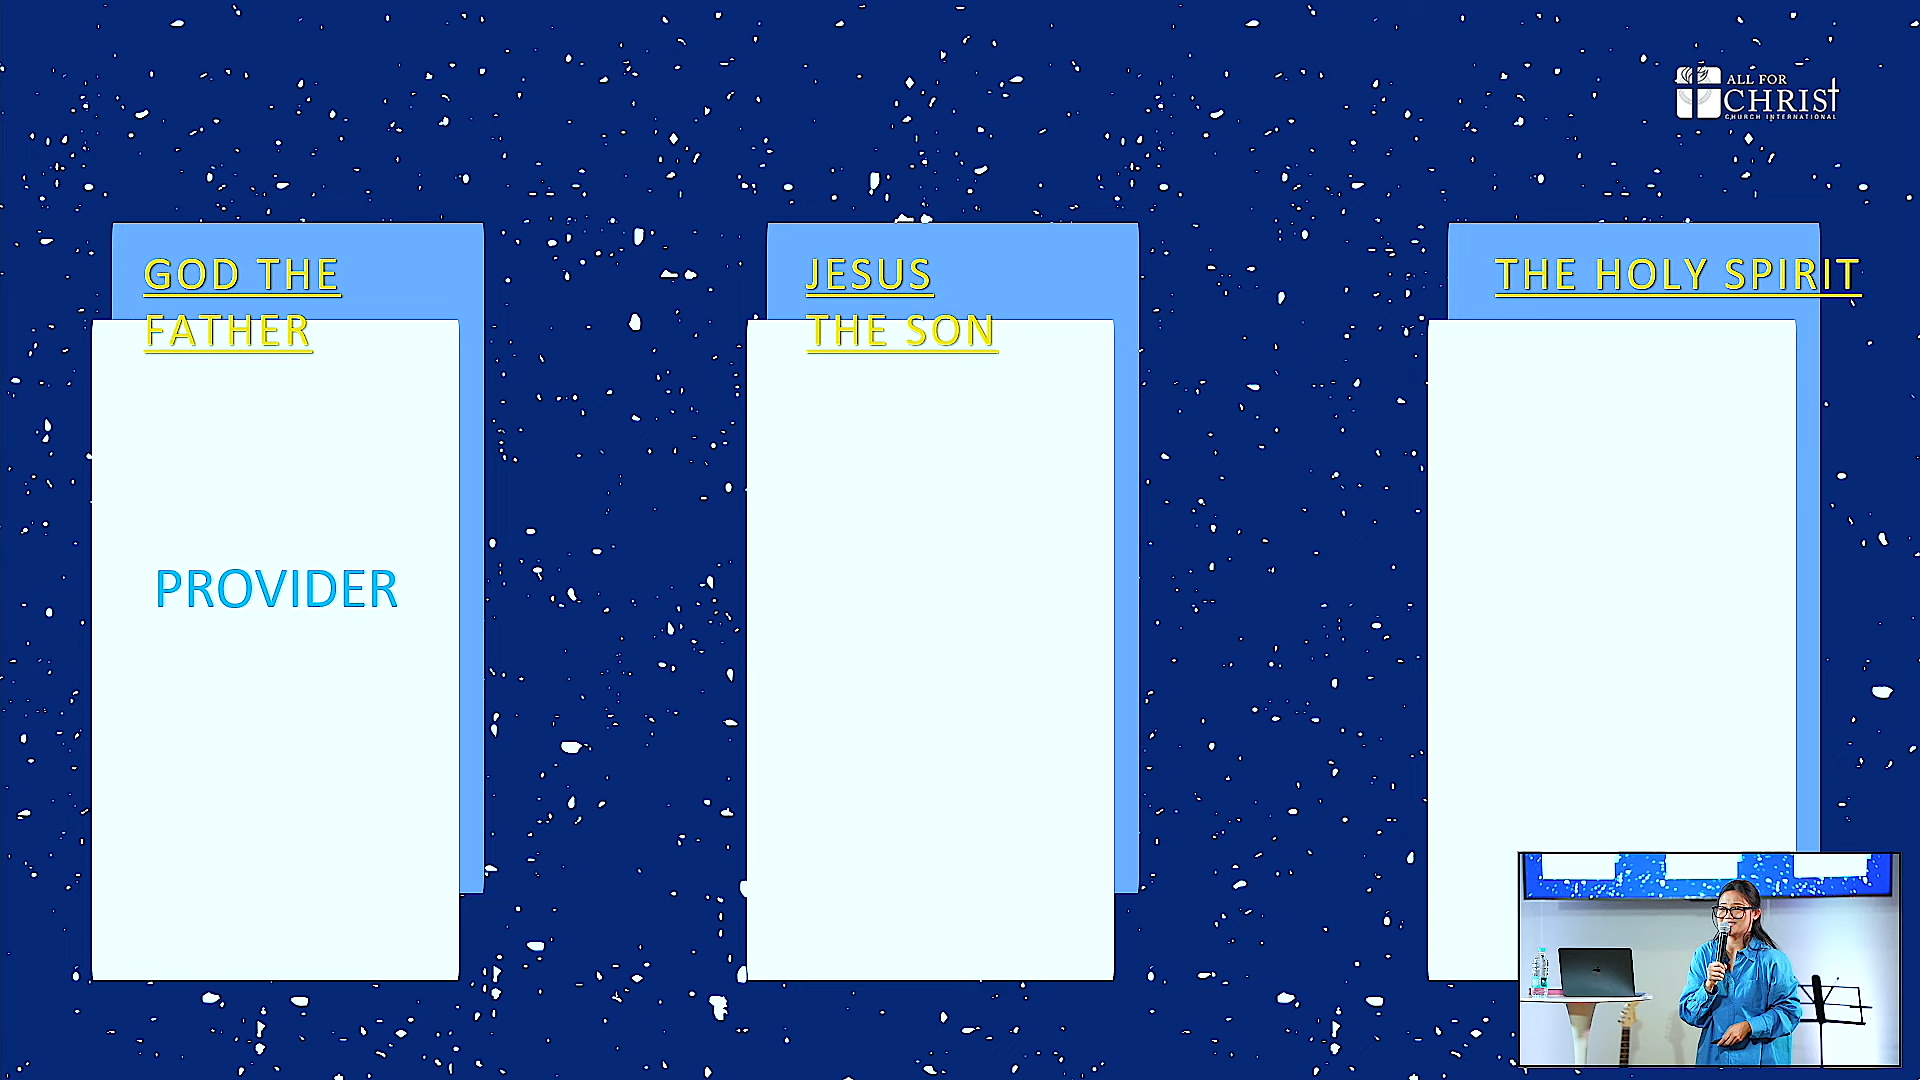 ALL FOR
CHRIST
CHURCH INTERNATIONAL
GOD THE
FATHER
JESUS
THE SON
THE HOLY SPIRIT
PROVIDER